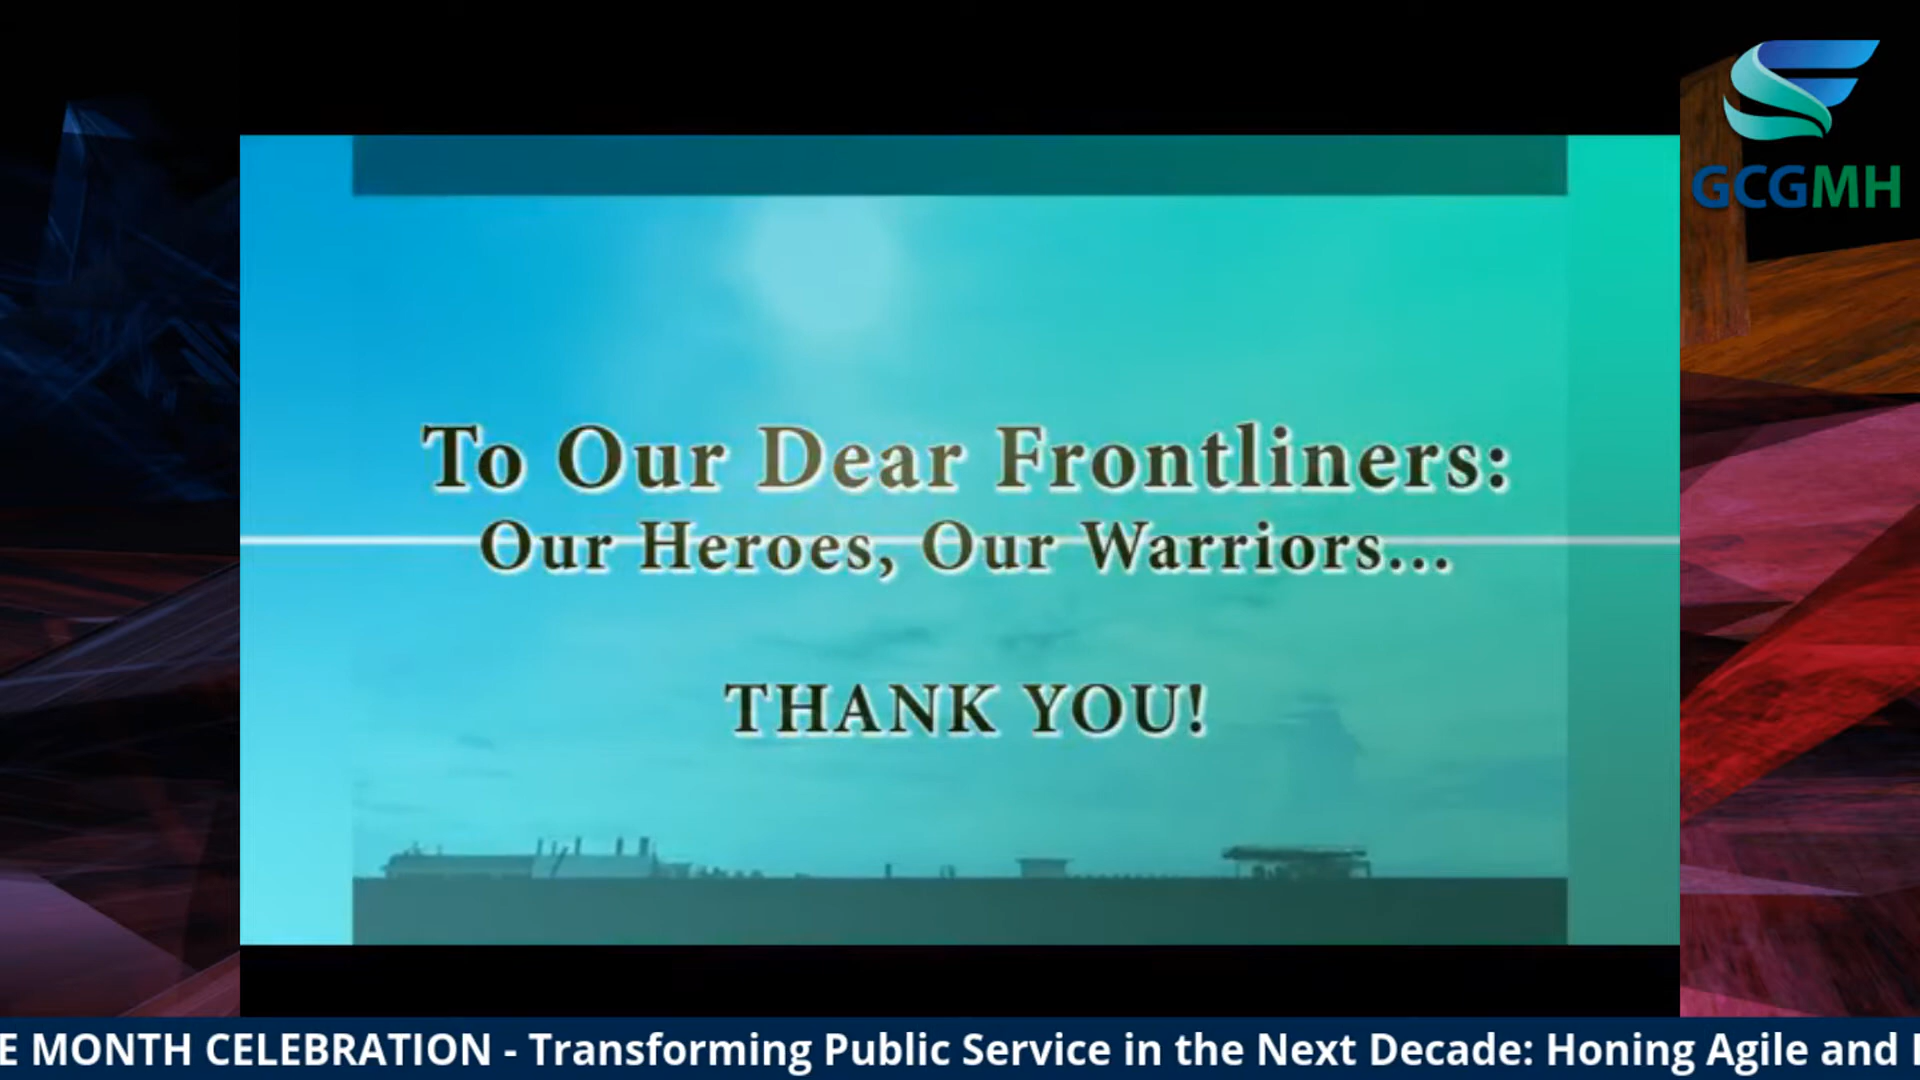 GCGMH
To Our Dear Frontliners:
Our Heroes, Our Warriors...
THANK YOU!
E MONTH CELEBRATION - Transforming Public Service in the Next Decade: Honing Agile and